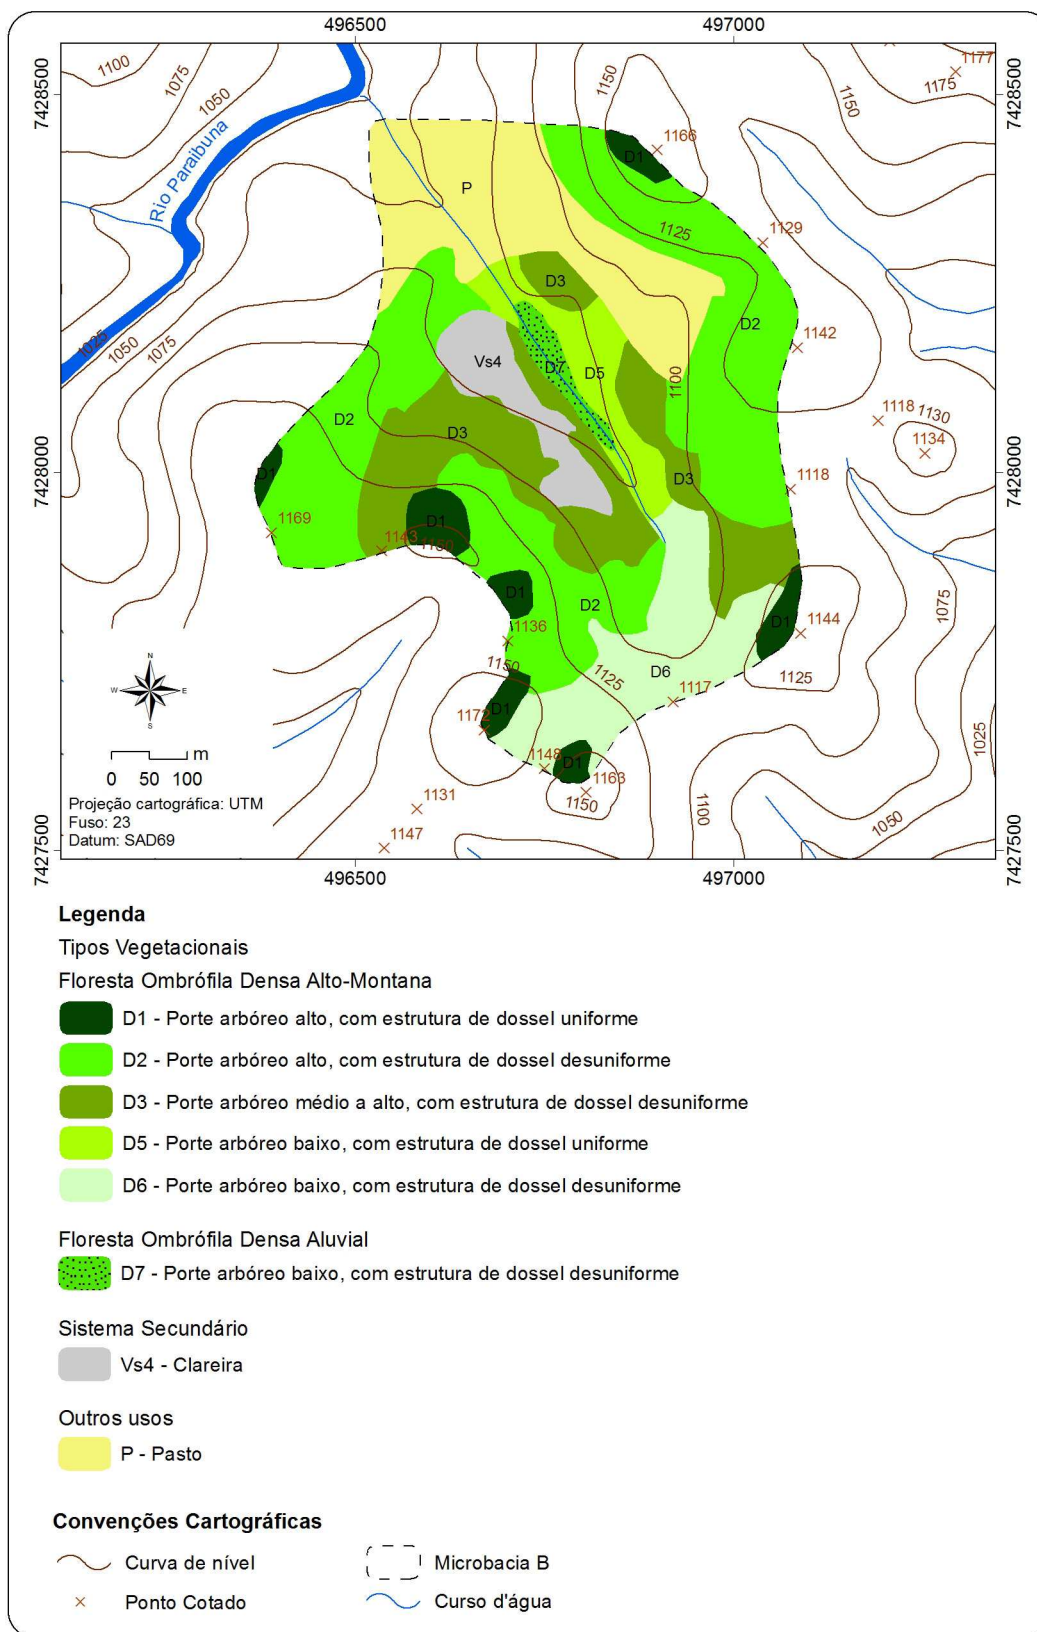 496500
497000
7428500
7428500
7428000
7428000
7427500
7427500
1100
1075
1050
1150
1177
1175
1150
Rio Paraibuna
1166
D1
P
1125
1129
D3
1025
1050
1075
D2
1142
Vs4
D7
D5
1100
1118
1130
1134
D2
D3
D1
D3
1118
1169
1143
D1
1150
D1
D2
1136
1075
D1
1144
1150
1125
D6
1117
1125
D1
1172
1148
D1
1163
1150
1131
1147
1100
1050
1025
N
W
E
S
m
0 50 100
Projeção cartográfica: UTM
Fuso: 23
Datum: SAD69
496500
497000
Legenda
Tipos Vegetacionais
Floresta Ombrófila Densa Alto-Montana
D1 - Porte arbóreo alto, com estrutura de dossel uniforme
D2 - Porte arbóreo alto, com estrutura de dossel desuniforme
D3 - Porte arbóreo médio a alto, com estrutura de dossel desuniforme
D5 - Porte arbóreo baixo, com estrutura de dossel uniforme
D6 - Porte arbóreo baixo, com estrutura de dossel desuniforme
Floresta Ombrófila Densa Aluvial
D7 - Porte arbóreo baixo, com estrutura de dossel desuniforme
Sistema Secundário
Vs4 - Clareira
Outros usos
P - Pasto
Convenções Cartográficas
Curva de nível
Microbacia B
Ponto Cotado
Curso d'água